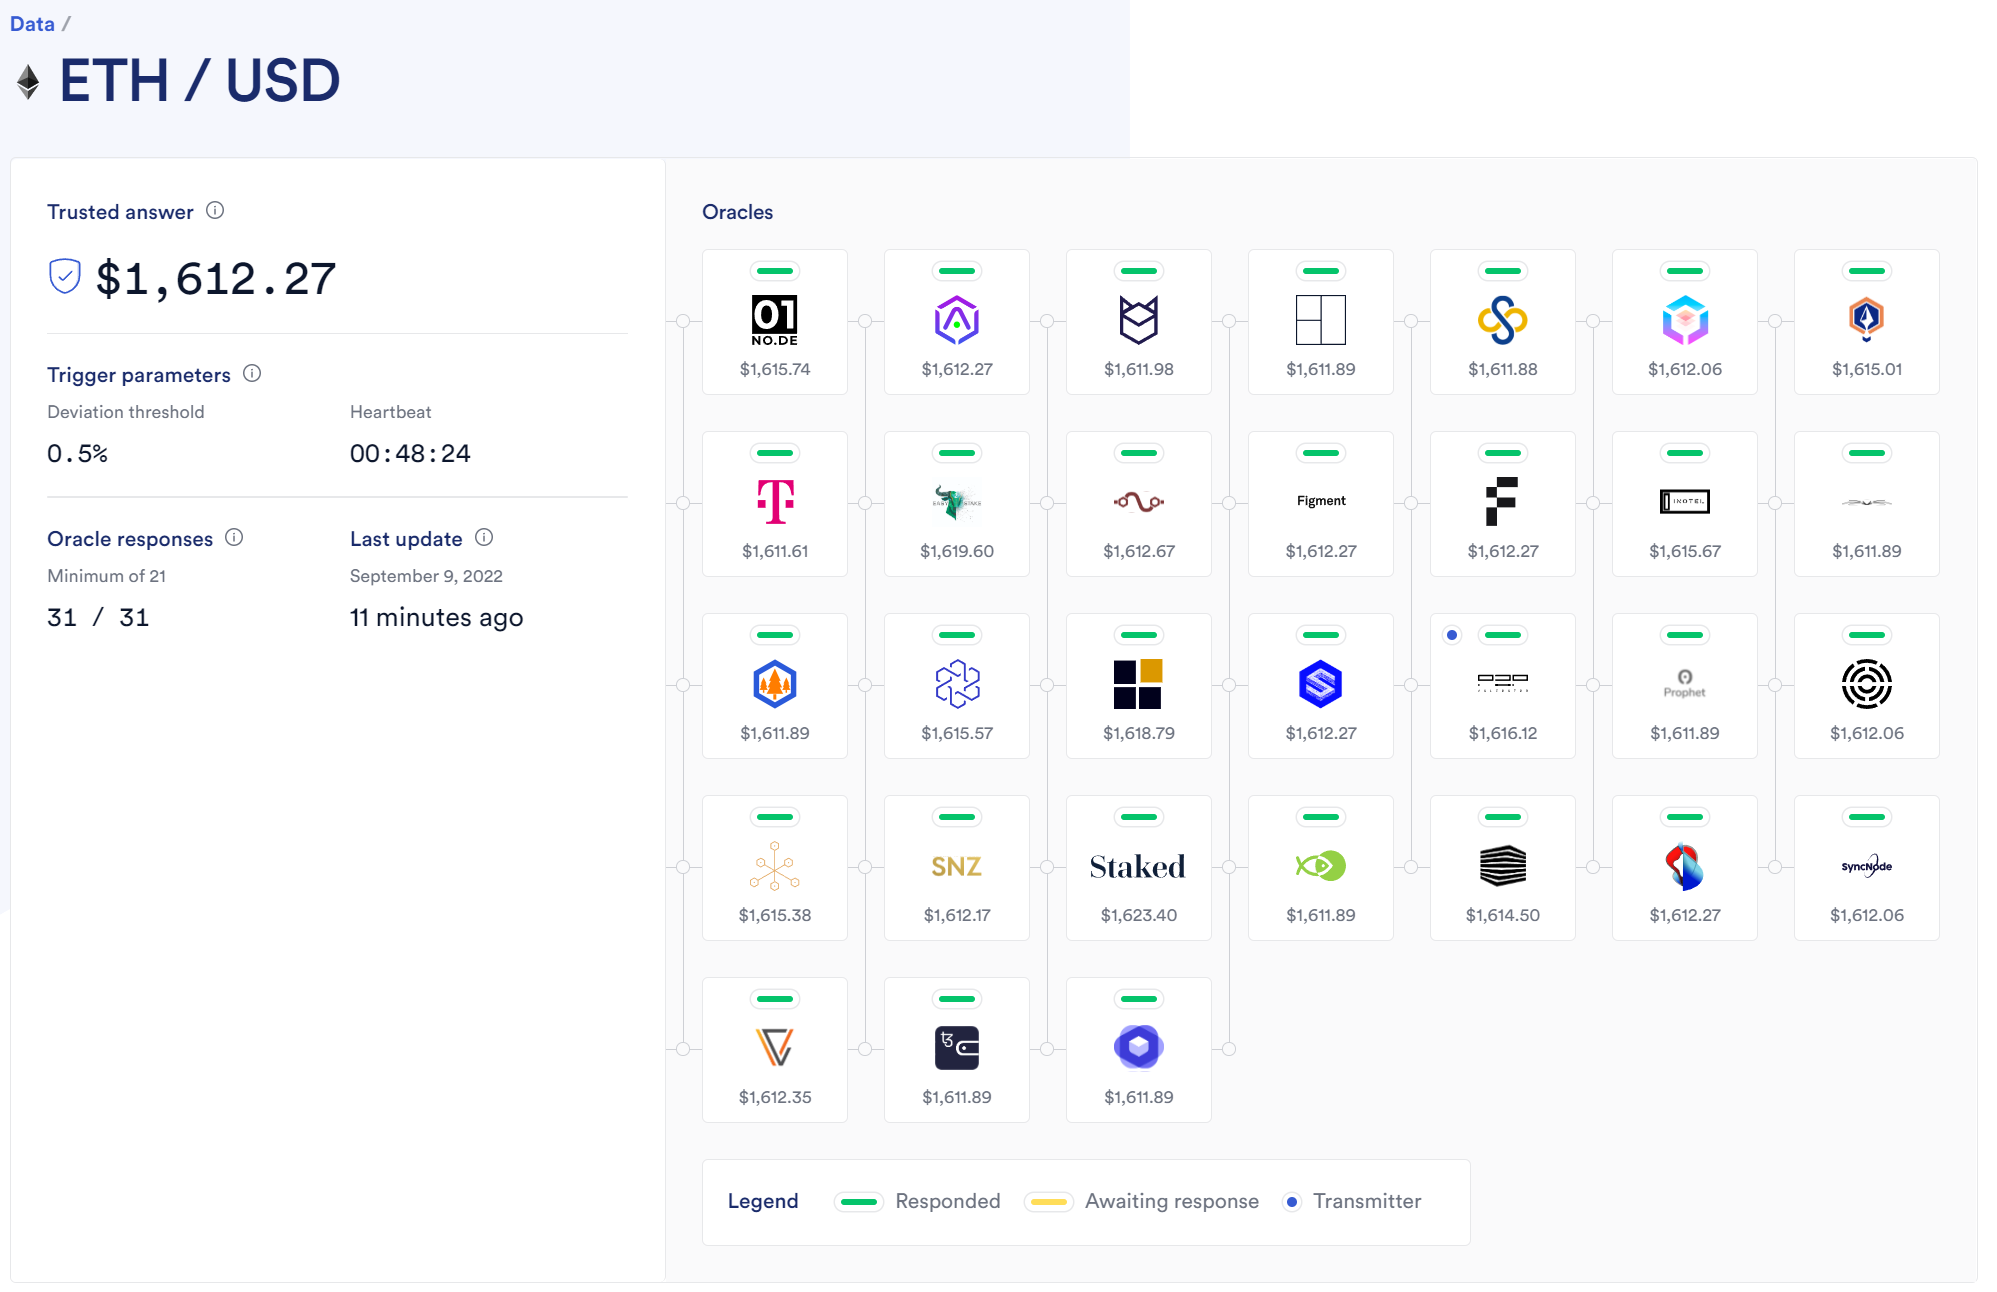 Data /
ETH / USD
Trusted answer
$1,612.27
Trigger parameters
Deviation threshold
Heartbeat
0.5%
00:48:24
Oracle responses
Last update
Minimum of 21
September 9, 2022
31 / 31
11 minutes ago
Oracles
01
NO.DE
$1,615.74
$1,612.27
$1,611.98
$1,611.89
$1,611.88
$1,612.06
$1,615.01
T
$1,611.61
$1,619.60
$1,612.67
Figment
$1,612.27
$1,612.27
$1,615.67
$1,611.89
$1,611.89
$1,615.57
$1,618.79
$1,612.27
$1,616.12
Prophet
$1,611.89
$1,612.06
$1,615.38
SNZ
$1,612.17
Staked
$1,623.40
$1,611.89
$1,614.50
$1,612.27
SyncNode
$1,612.06
$1,612.35
$1,611.89
$1,611.89
Legend
Responded
Awaiting response
Transmitter